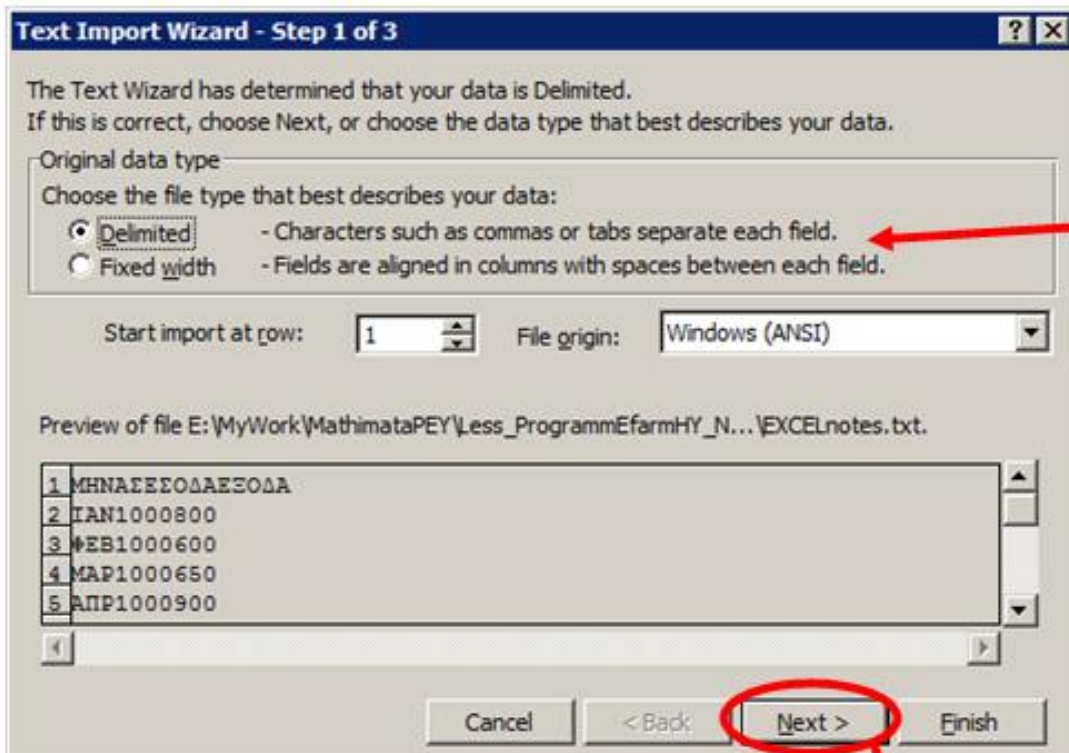 Text Import Wizard - Step 1 of 3
The Text Wizard has determined that your data is Delimited.
If this is correct, choose Next, or choose the data type that best describes your data.
Original data type
Choose the file type that best describes your data:
Delimited - Characters such as commas or tabs separate each field.
Fixed width - Fields are aligned in columns with spaces between each field.
Start import at row: 1 File origin: Windows (ANSI)
Preview of file E:\MyWork\MathimataPEY\Less_ProgrammEfarmHY_N...\EXCELnotes.txt.
1 ΜΗΝΑΣΕΣΟΔΑΕΞΟΔΑ
2 ΙΑΝ1000800
3 ΦΕΒ1000600
4 ΜΑΡ1000650
5 ΑΠΡ1000900
Cancel < Back Next > Finish